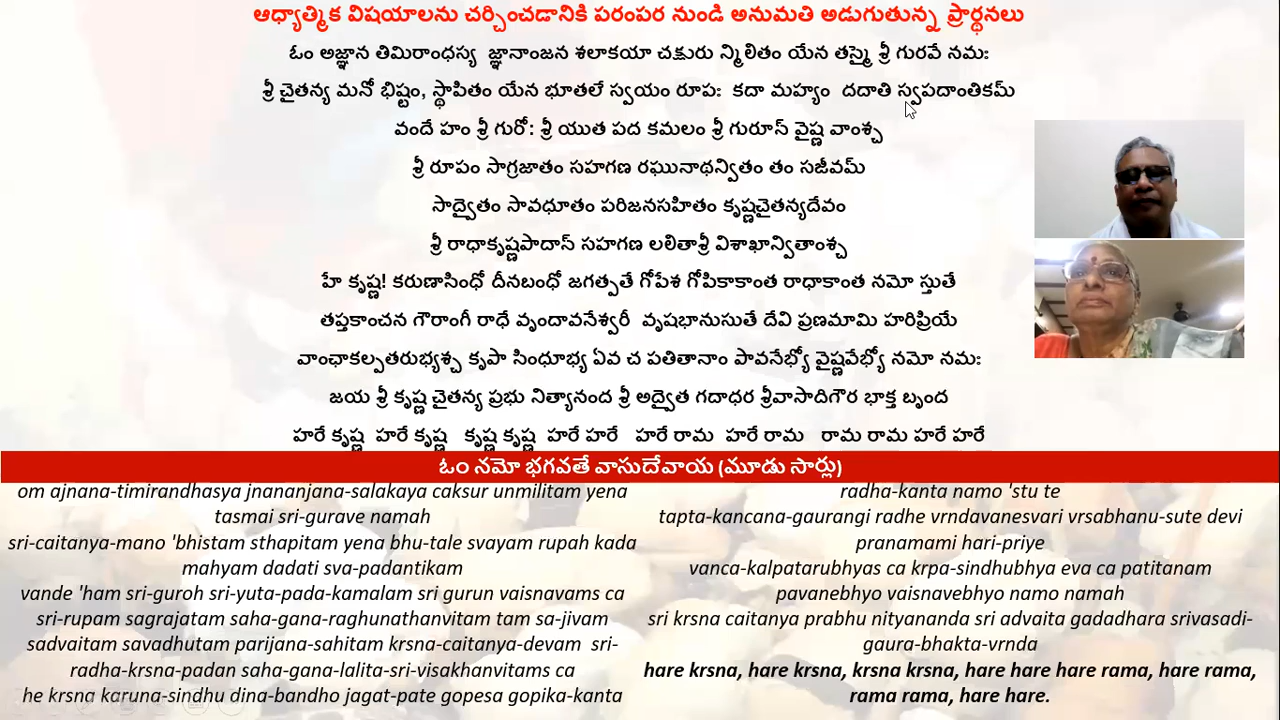 ఆధ్యాత్మిక విషయాలను చర్చించడానికి పరంపర నుండి అనుమతి అడుగుతున్న ప్రార్థనలు
ఓం అజ్ఞాన తిమిరాంధస్య జ్ఞానాంజన శలాకయా చక్షురు న్మిలితం యేన తస్మై శ్రీ గురవే నమః
శ్రీ చైతన్య మనో భిష్టం, స్థాపితం యేన భూతలే స్వయం రూపః కదా మహ్యం దదాతి స్వపదాంతికమ్
వందే హం శ్రీ గురో: శ్రీ యుత పద కమలం శ్రీ గురూస్ వైష్ణ వాంశ్చ
శ్రీ రూపం సాగ్రజాతం సహగణ రఘునాథన్వితం తం సజీవమ్
సాద్వైతం సావధూతం పరిజనసహితం కృష్ణచైతన్యదేవం
శ్రీ రాధాకృష్ణపాదాస్ సహగణ లలితాశ్రీ విశాఖాన్వితాంశ్చ
హే కృష్ణ! కరుణాసింధో దీనబంధో జగత్పతే గోపేశ గోపికాకాంత రాధాకాంత నమో స్తుతే
తప్తకాంచన గౌరాంగీ రాధే వృందావనేశ్వరీ వృషభానుసుతే దేవి ప్రణమామి హరిప్రియే
వాంఛాకల్పతరుభ్యశ్చ కృపా సింధూభ్య ఏవ చ పతితానాం పావనేభ్యో వైష్ణవేభ్యో నమో నమః
జయ శ్రీ కృష్ణ చైతన్య ప్రభు నిత్యానంద శ్రీ అద్వైత గదాధర శ్రీవాసాదిగౌర భాక్త బృంద
హరే కృష్ణ హరే కృష్ణ కృష్ణ కృష్ణ హరే హరే హరే రామ హరే రామ రామ రామ హరే హరే
ఓం నమో భగవతే వాసుదేవాయ (మూడు సార్లు)
om ajnana-timirandhasya jnananjana-salakaya caksur unmilitam yena
tasmai sri-gurave namah
sri-caitanya-mano 'bhistam sthapitam yena bhu-tale svayam rupah kada
mahyam dadati sva-padantikam
vande 'ham sri-guroh sri-yuta-pada-kamalam sri gurun vaisnavams ca
sri-rupam sagrajatam saha-gana-raghunathanvitam tam sa-jivam
sadvaitam savadhutam parijana-sahitam krsna-caitanya-devam sri-
radha-krsna-padan saha-gana-lalita-sri-visakhanvitams ca
he krsna karuna-sindhu dina-bandho jagat-pate gopesa gopika-kanta
radha-kanta namo 'stu te
tapta-kancana-gaurangi radhe vrndavanesvari vrsabhanu-sute devi
pranamami hari-priye
vanca-kalpatarubhyas ca krpa-sindhubhya eva ca patitanam
pavanebhyo vaisnavebhyo namo namah
sri krsna caitanya prabhu nityananda sri advaita gadadhara srivasadi-
gaura-bhakta-vrnda
hare krsna, hare krsna, krsna krsna, hare hare hare rama, hare rama,
rama rama, hare hare.